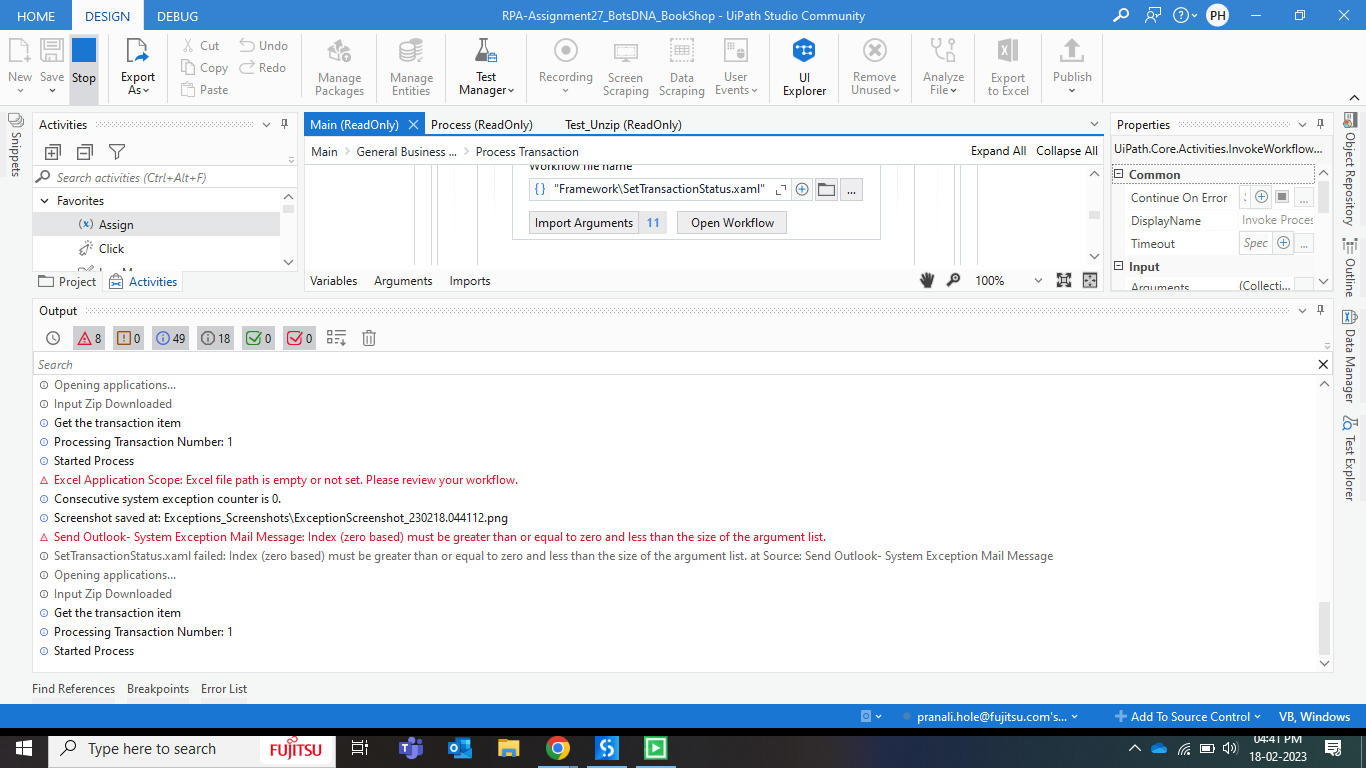 HOME DESIGN DEBUG RPA-Assignment27_BotsDNA_BookShop - UiPath Studio Community PH
New Save Stop Export As Cut Copy Paste Undo Redo Manage Packages Manage Entities Test Manager Recording Screen Scraping Data Scraping User Events UI Explorer Remove Unused Analyze File Export to Excel Publish
Snippets
Activities
Search activities (Ctrl+Alt+F)
Favorites
Assign
Click
Project Activities
Main (ReadOnly) Process (ReadOnly) Test_Unzip (ReadOnly)
Main General Business ... Process Transaction Expand All Collapse All
Workflow file name
"Framework\SetTransactionStatus.xaml" ...
Import Arguments 11 Open Workflow
Variables Arguments Imports 100%
Properties
UiPath.Core.Activities.InvokeWorkflow...
Common
Continue On Error ...
DisplayName Invoke Proces
Timeout Spec ...
Input
Arguments (Collecti... ...
Object Repository
Outline
Data Manager
Test Explorer
Output
8 0 49 18 0 0
Search
Opening applications...
Input Zip Downloaded
Get the transaction item
Processing Transaction Number: 1
Started Process
Excel Application Scope: Excel file path is empty or not set. Please review your workflow.
Consecutive system exception counter is 0.
Screenshot saved at: Exceptions_Screenshots\ExceptionScreenshot_230218.044112.png
Send Outlook- System Exception Mail Message: Index (zero based) must be greater than or equal to zero and less than the size of the argument list.
SetTransactionStatus.xaml failed: Index (zero based) must be greater than or equal to zero and less than the size of the argument list. at Source: Send Outlook- System Exception Mail Message
Opening applications...
Input Zip Downloaded
Get the transaction item
Processing Transaction Number: 1
Started Process
Find References Breakpoints Error List
pranali.hole@fujitsu.com's... Add To Source Control VB, Windows
Type here to search FUJITSU 04:41 PM
18-02-2023